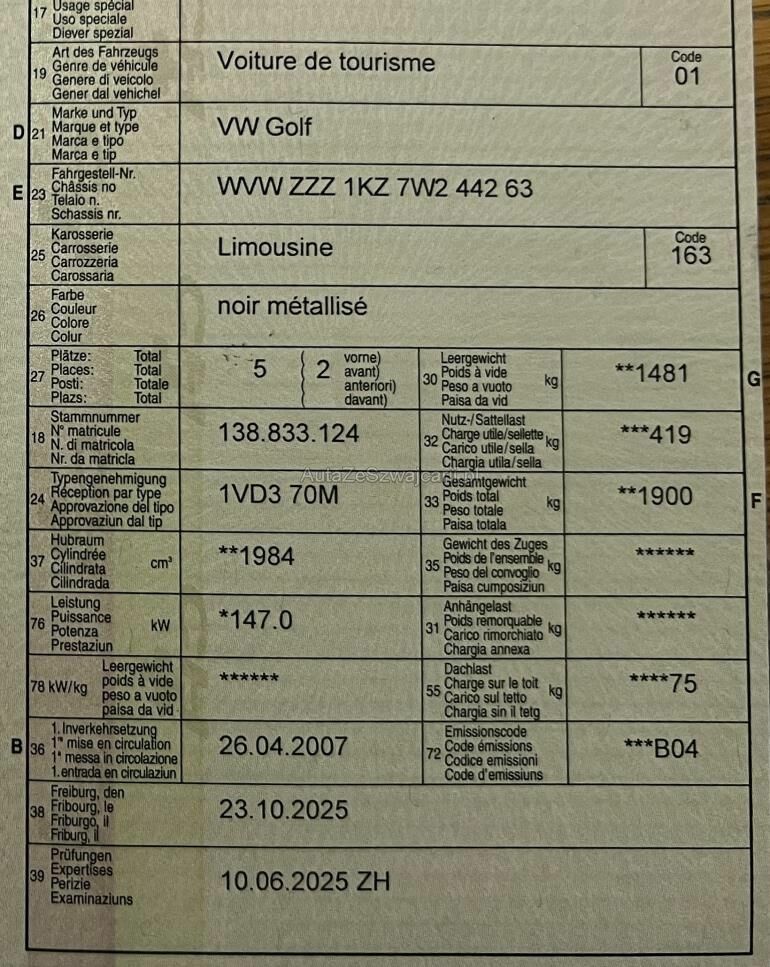 17 Usage spécial
Uso speciale
Diever spezial
19 Art des Fahrzeugs
Genre de véhicule
Genere di veicolo
Gener dal vehichel
Voiture de tourisme
Code
01
D 21 Marke und Typ
Marque et type
Marca e tipo
Marca e tip
VW Golf
E 23 Fahrgestell-Nr.
Châssis no
Telaio n.
Schassis nr.
WVW ZZZ 1KZ 7W2 442 63
25 Karosserie
Carrosserie
Carrozzeria
Carossaria
Limousine
Code
163
26 Farbe
Couleur
Colore
Colur
noir métallisé
27 Plätze: Total
Places: Total
Posti: Totale
Plazs: Total
5 ( 2 vorne)
avant)
anteriori)
davant)
30 Leergewicht
Poids à vide
Peso a vuoto
Paisa da vid
kg
**1481
G
18 Stammnummer
N° matricule
N. di matricola
Nr. da matricla
138.833.124
32 Nutz-/Sattellast
Charge utile/sellette
Carico utile/sella
Chargia utila/sella
kg
***419
AutaZeSzwajcarii.pl
24 Typengenehmigung
Réception par type
Approvazione del tipo
Approvaziun dal tip
1VD3 70M
33 Gesamtgewicht
Poids total
Peso totale
Paisa totala
kg
**1900
F
37 Hubraum
Cylindrée
Cilindrata
Cilindrada
cm³
**1984
35 Gewicht des Zuges
Poids de l'ensemble
Peso del convoglio
Paisa cumposiziun
kg
******
76 Leistung
Puissance
Potenza
Prestaziun
kW
*147.0
31 Anhängelast
Poids remorquable
Carico rimorchiato
Chargia annexa
kg
******
78 kW/kg
Leergewicht
poids à vide
peso a vuoto
paisa da vid
******
55 Dachlast
Charge sur le toit
Carico sul tetto
Chargia sin il tetg
kg
****75
B 36 1. Inverkehrsetzung
1re mise en circulation
1a messa in circolazione
1. entrada en circulaziun
26.04.2007
72 Emissionscode
Code émissions
Codice emissioni
Code d'emissiuns
***B04
38 Freiburg, den
Fribourg, le
Friburgo, il
Friburg, il
23.10.2025
39 Prüfungen
Expertises
Perizie
Examinaziuns
10.06.2025 ZH